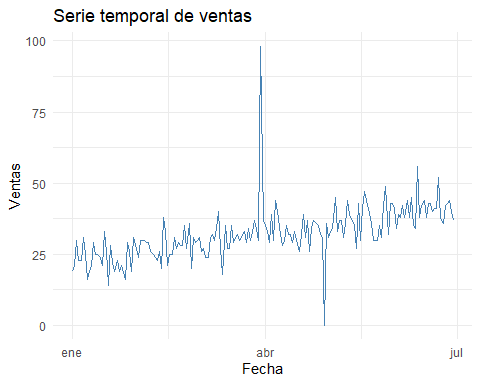 Serie temporal de ventas
100
75
50
25
0
Ventas
ene
abr
jul
Fecha